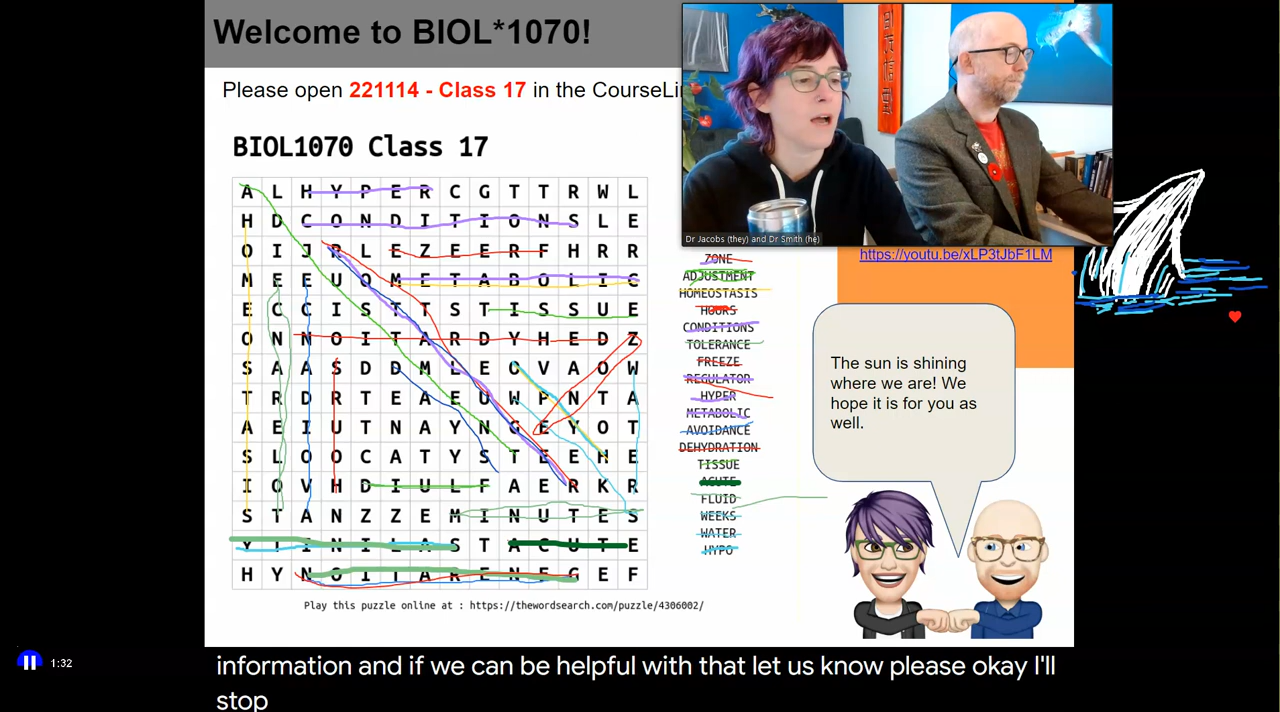 Welcome to BIOL*1070!
Please open 221114 - Class 17 in the CourseLi
BIOL1070 Class 17
A L H Y P E R C G T T R W L
H D C O N D I T I O N S L E
O I J R L E Z E E R F H R R
M E E U O M E T A B O L I C
E C C I S T T S T I S S U E
O N N O I T A R D Y H E D Z
S A A S D D M L E O V A O W
T R D R T E A E U W P N T A
A E I U T N A Y N G E Y O T
S L O O C A T Y S T E E H E
I O V H D I U L F A E R K R
S T A N Z Z E M I N U T E S
Y T I N I L A S T A C U T E
H Y N O I T A R E N E G E F
ZONE
ADJUSTMENT
HOMEOSTASIS
HOURS
CONDITIONS
TOLERANCE
FREEZE
REGULATOR
HYPER
METABOLIC
AVOIDANCE
DEHYDRATION
TISSUE
ACUTE
FLUID
WEEKS
WATER
HYPO
Play this puzzle online at : https://thewordsearch.com/puzzle/4306002/
Dr Jacobs (they) and Dr Smith (he)
https://youtu.be/xLP3tJbF1LM
The sun is shining
where we are! We
hope it is for you as
well.
1:32
information and if we can be helpful with that let us know please okay I'll
stop